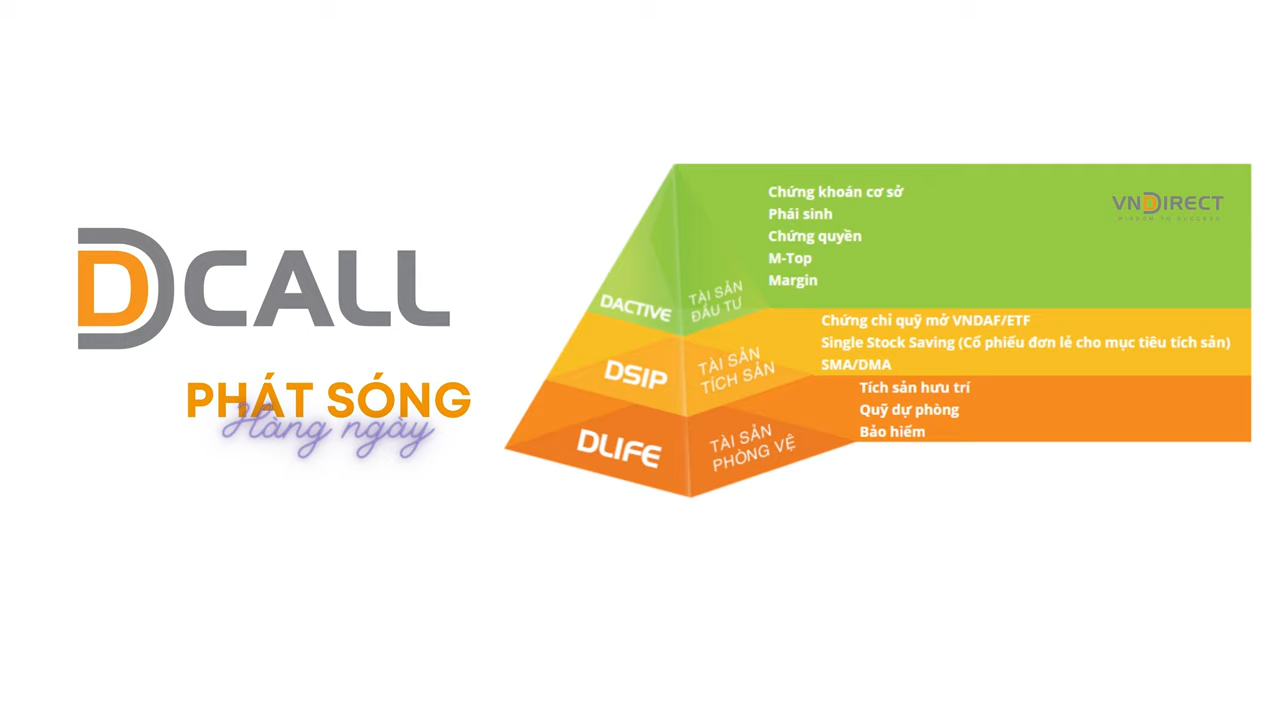 DCALL
PHÁT SÓNG
Hàng ngày
Chứng khoán cơ sở
Phái sinh
Chứng quyền
M-Top
Margin
VNDIRECT
WISDOM TO SUCCESS
DACTIVE
TÀI SẢN
ĐẦU TƯ
Chứng chỉ quỹ mở VNDAF/ETF
Single Stock Saving (Cổ phiếu đơn lẻ cho mục tiêu tích sản)
SMA/DMA
DSIP
TÀI SẢN
TÍCH SẢN
Tích sản hưu trí
Quỹ dự phòng
Bảo hiểm
DLIFE
TÀI SẢN
PHÒNG VỆ